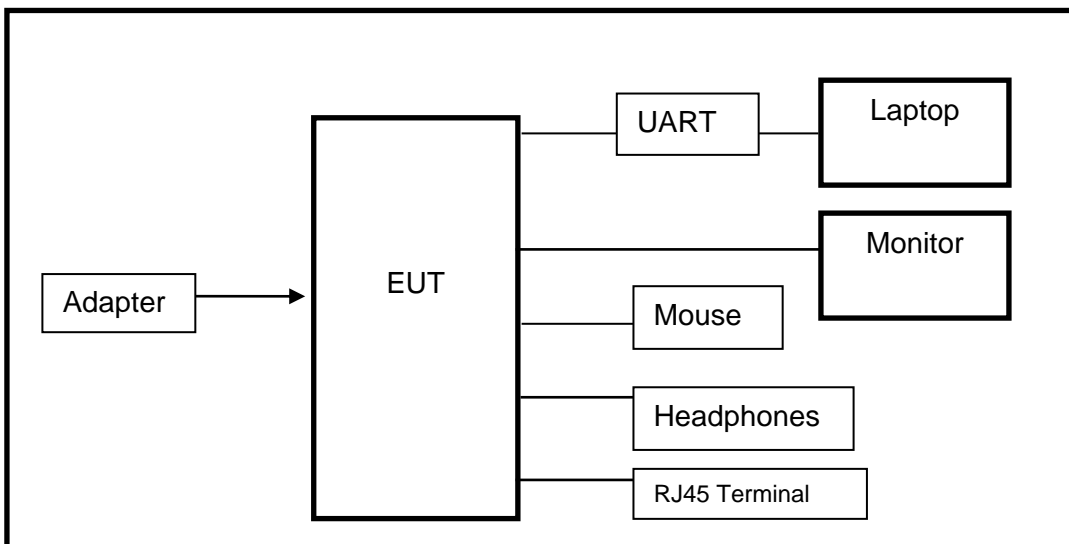 UART
Laptop
Monitor
EUT
Adapter
Mouse
Headphones
RJ45 Terminal